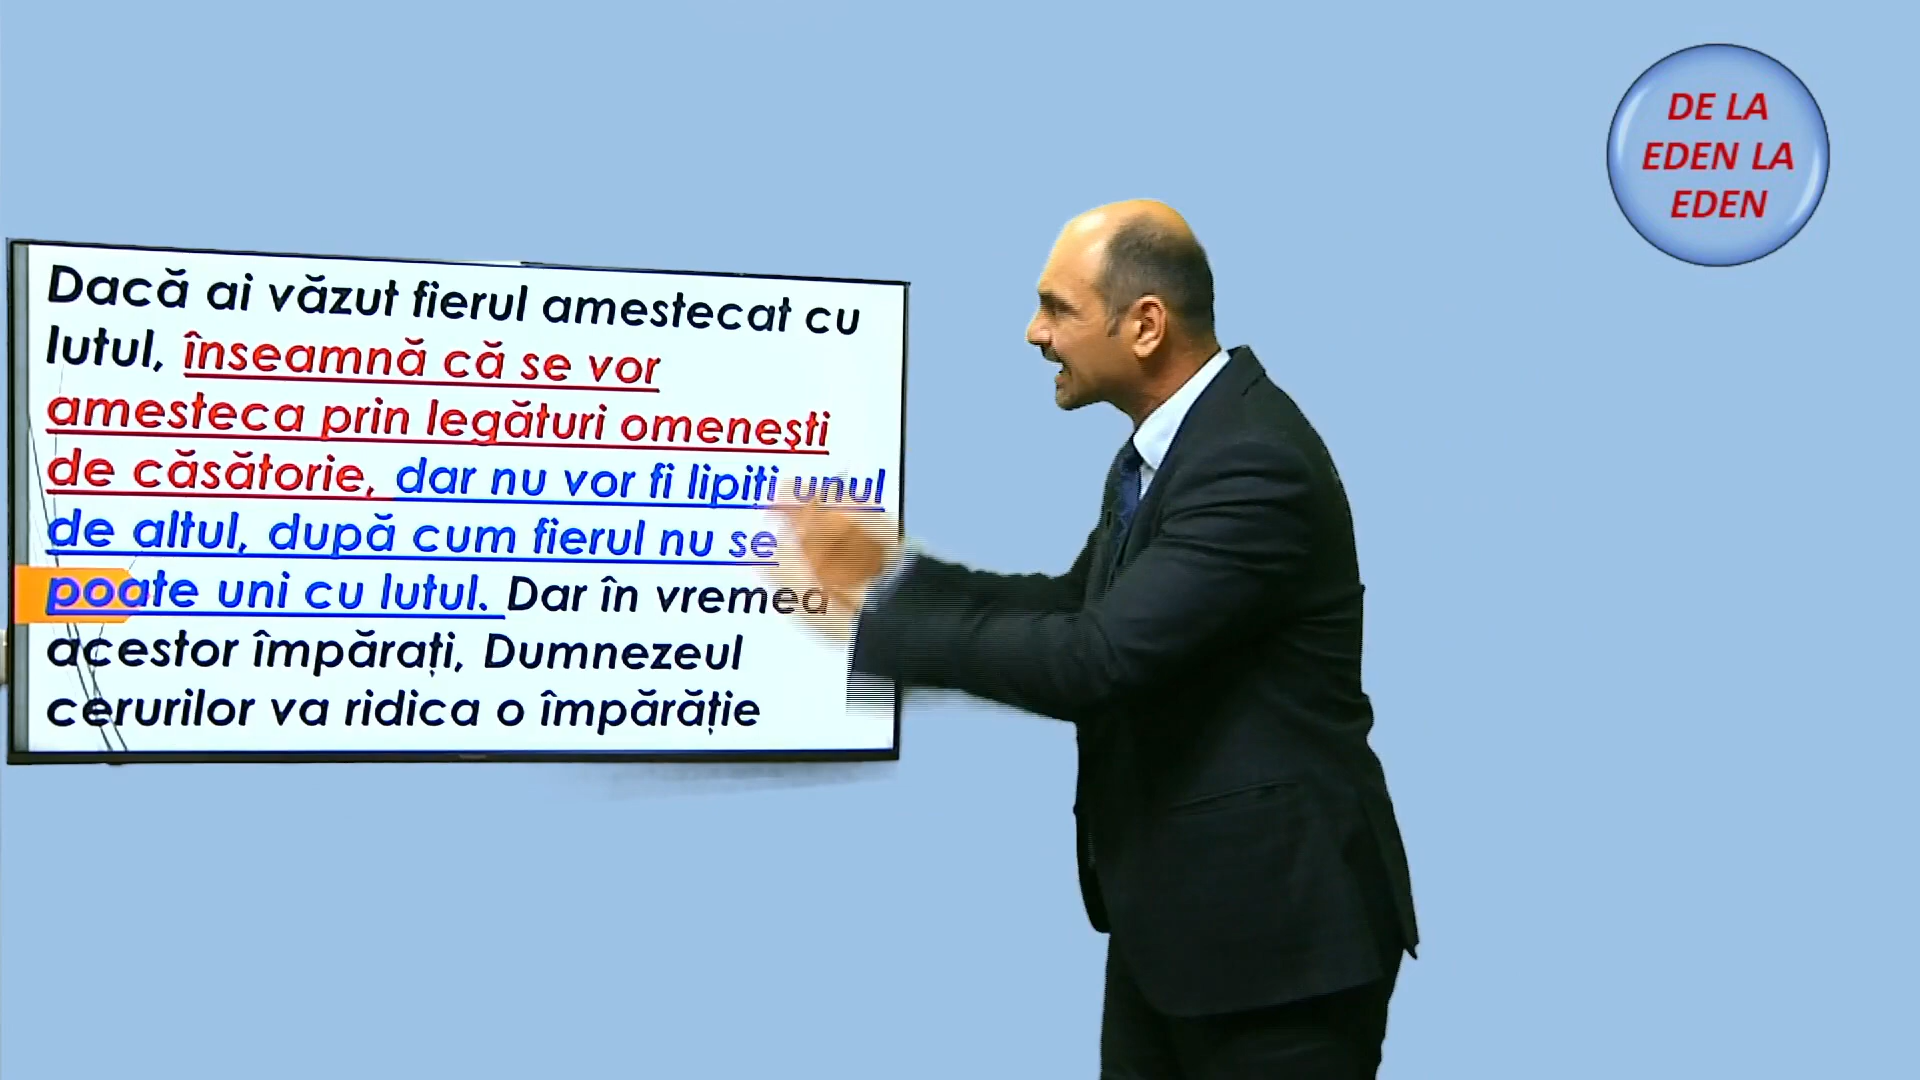 Dacă ai văzut fierul amestecat cu
lutul, înseamnă că se vor
amesteca prin legături omeneşti
de căsătorie, dar nu vor fi lipiţi unul
de altul, după cum fierul nu se
poate uni cu lutul. Dar în vremea
acestor împăraţi, Dumnezeul
cerurilor va ridica o împărăţie
DE LA
EDEN LA
EDEN